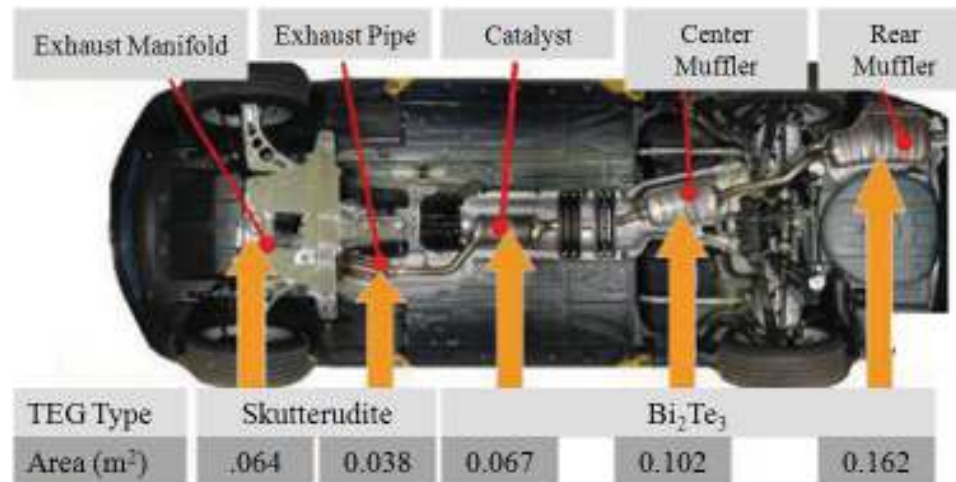 Exhaust Manifold
Exhaust Pipe
Catalyst
Center
Muffler
Rear
Muffler
TEG Type
Skutterudite
Bi₂Te₃
Area (m²)
.064
0.038
0.067
0.102
0.162